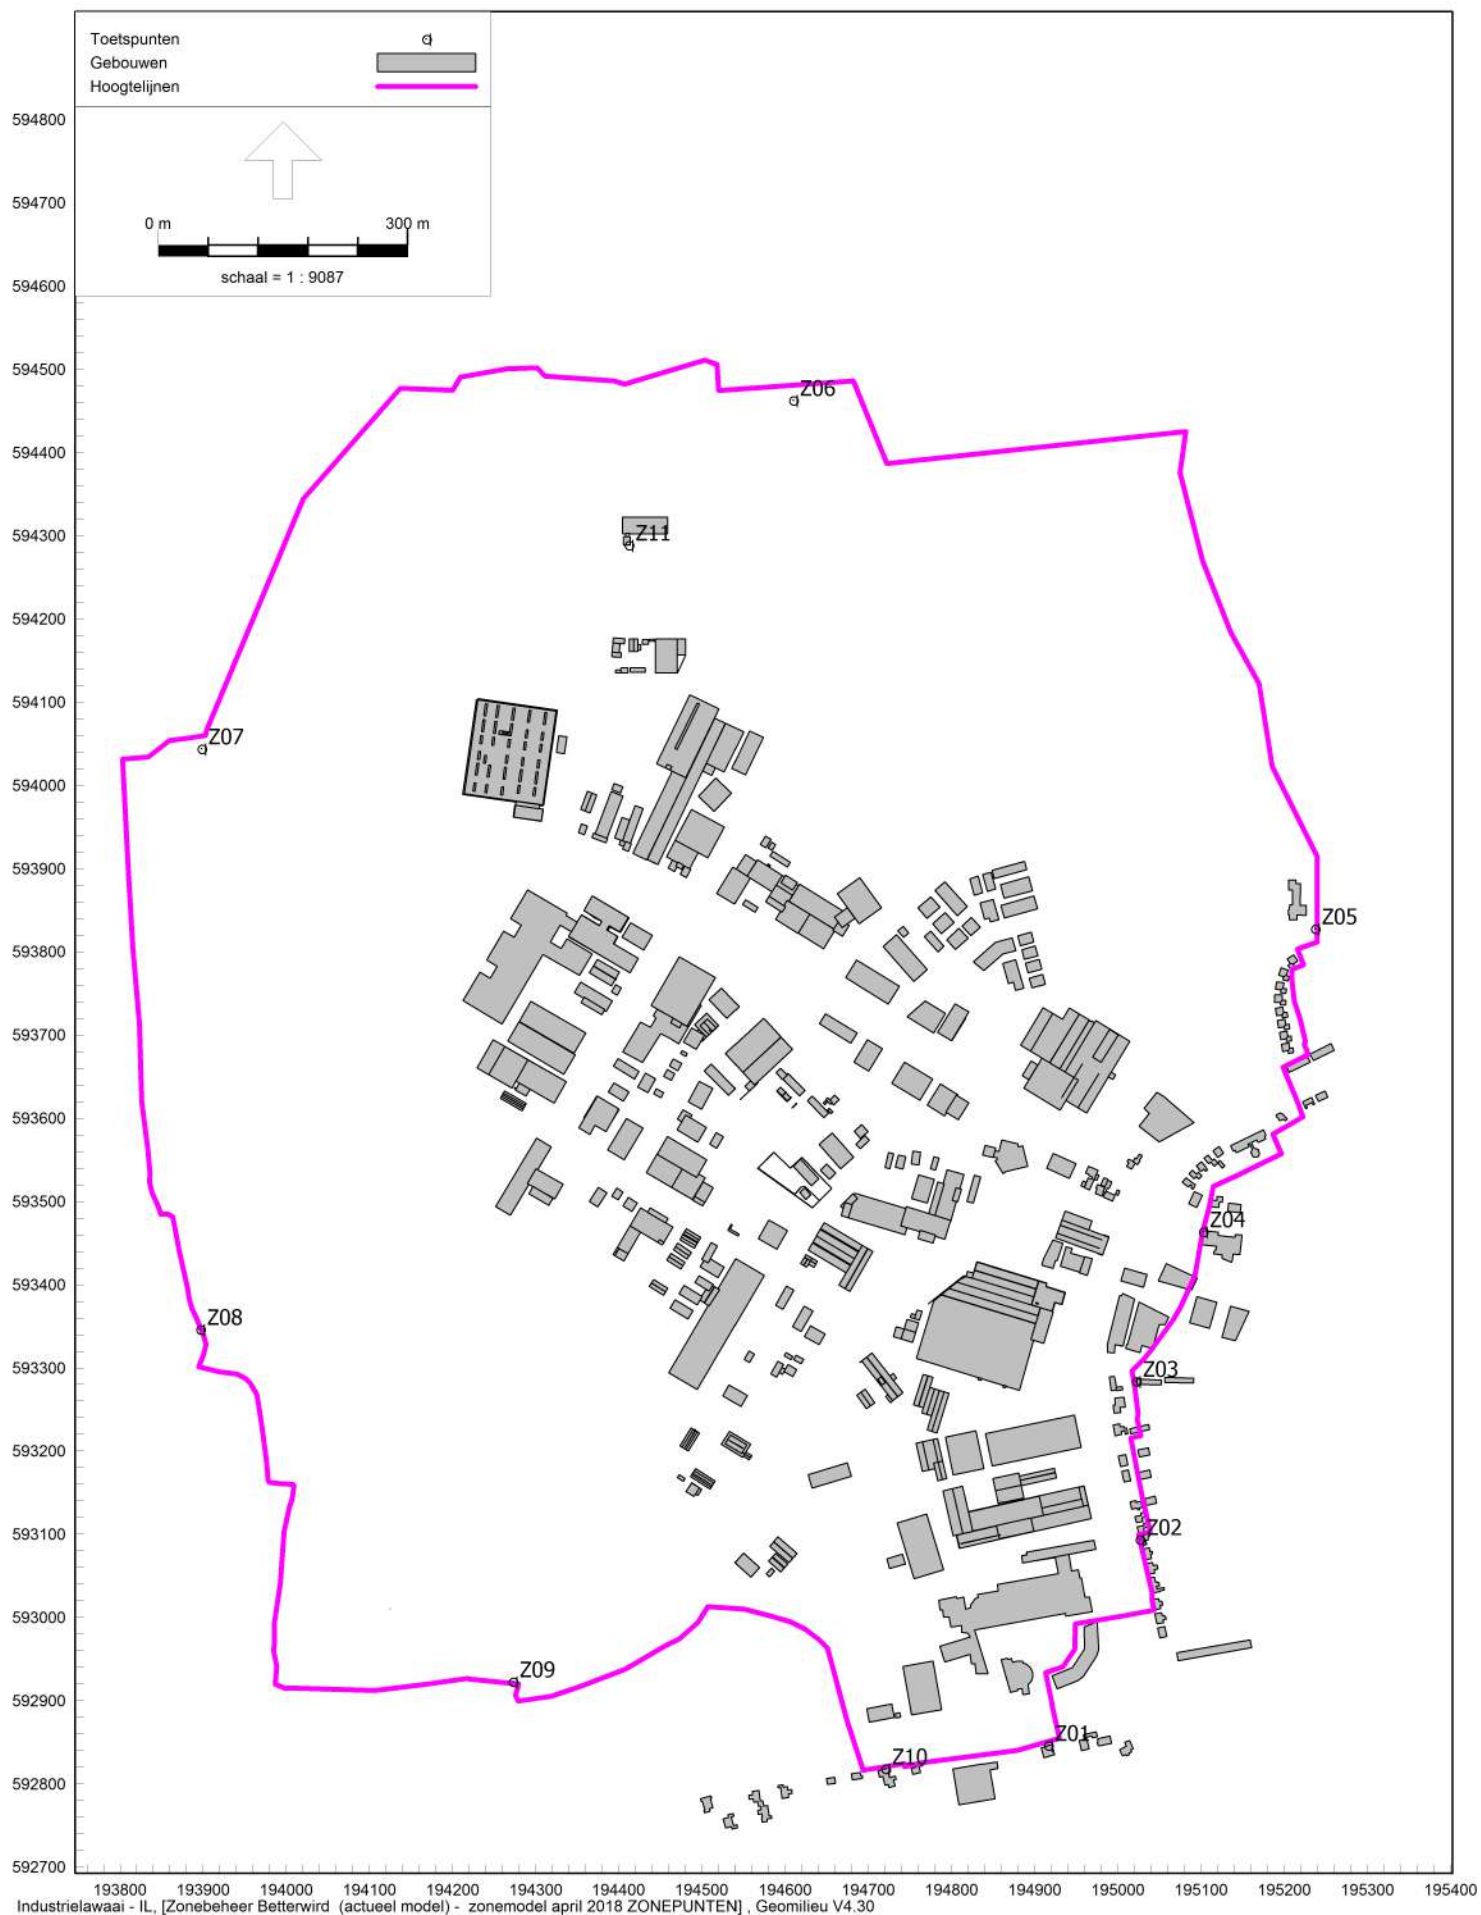 Toetspunten
Gebouwen
Hoogtelijnen
0 m 300 m
schaal = 1 : 9087
594800
594700
594600
594500
594400
594300
594200
594100
594000
593900
593800
593700
593600
593500
593400
593300
593200
593100
593000
592900
592800
592700
Z06
Z11
Z07
Z05
Z04
Z08
Z03
Z02
Z09
Z01
Z10
193800 193900 194000 194100 194200 194300 194400 194500 194600 194700 194800 194900 195000 195100 195200 195300 195400
Industrielawaai - IL, [Zonebeheer Betterwird (actueel model) - zonemodel april 2018 ZONEPUNTEN] , Geomilieu V4.30